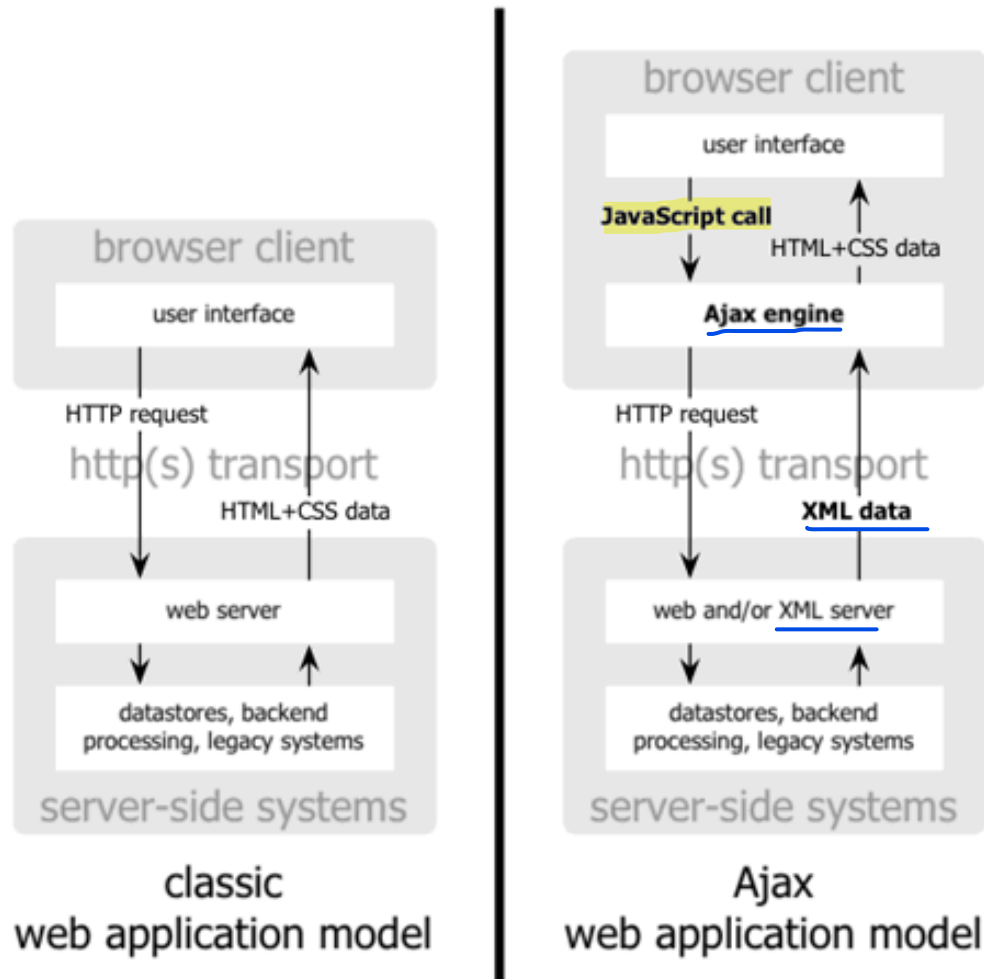 browser client
user interface
HTTP request
http(s) transport
HTML+CSS data
web server
datastores, backend
processing, legacy systems
server-side systems
classic
web application model
browser client
user interface
JavaScript call
HTML+CSS data
Ajax engine
HTTP request
http(s) transport
XML data
web and/or XML server
datastores, backend
processing, legacy systems
server-side systems
Ajax
web application model